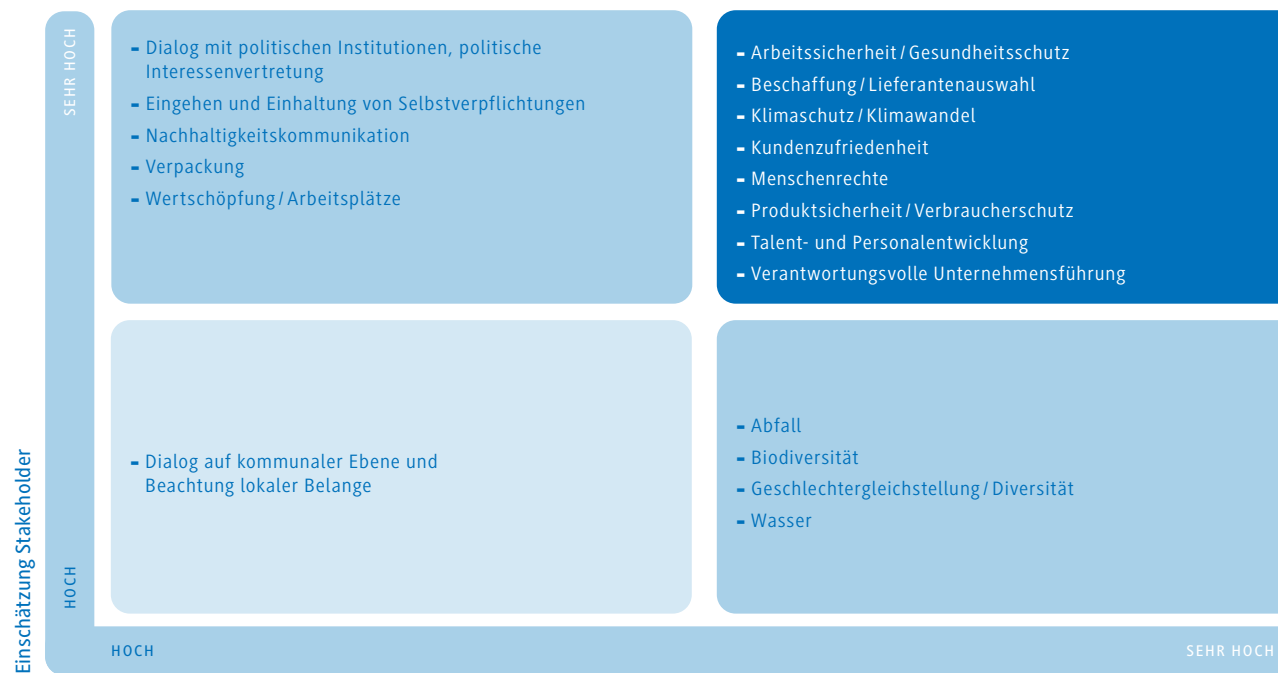 SEHR HOCH
- Dialog mit politischen Institutionen, politische
Interessenvertretung
- Eingehen und Einhaltung von Selbstverpflichtungen
- Nachhaltigkeitskommunikation
- Verpackung
- Wertschöpfung / Arbeitsplätze
- Arbeitssicherheit / Gesundheitsschutz
- Beschaffung / Lieferantenauswahl
- Klimaschutz / Klimawandel
- Kundenzufriedenheit
- Menschenrechte
- Produktsicherheit / Verbraucherschutz
- Talent- und Personalentwicklung
- Verantwortungsvolle Unternehmensführung
Einschätzung Stakeholder
HOCH
- Dialog auf kommunaler Ebene und
Beachtung lokaler Belange
- Abfall
- Biodiversität
- Geschlechtergleichstellung / Diversität
- Wasser
HOCH
SEHR HOCH